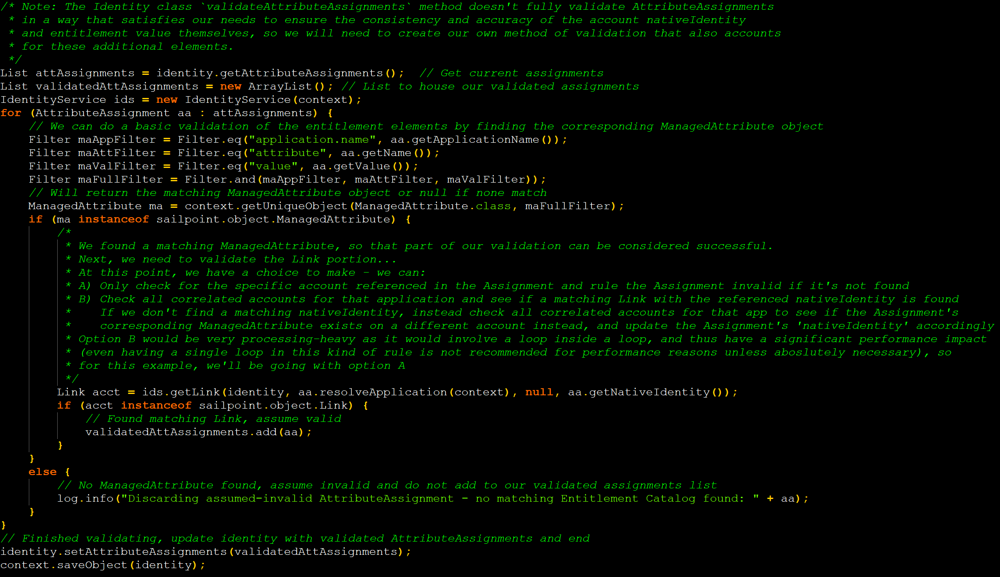 /* Note: The Identity class `validateAttributeAssignments` method doesn't fully validate AttributeAssignments
 * in a way that satisfies our needs to ensure the consistency and accuracy of the account nativeIdentity
 * and entitlement value themselves, so we will need to create our own method of validation that also accounts
 * for these additional elements.
 */
List attAssignments = identity.getAttributeAssignments();  // Get current assignments
List validatedAttAssignments = new ArrayList(); // List to house our validated assignments
IdentityService ids = new IdentityService(context);
for (AttributeAssignment aa : attAssignments) {
    // We can do a basic validation of the entitlement elements by finding the corresponding ManagedAttribute object
    Filter maAppFilter = Filter.eq("application.name", aa.getApplicationName());
    Filter maAttFilter = Filter.eq("attribute", aa.getName());
    Filter maValFilter = Filter.eq("value", aa.getValue());
    Filter maFullFilter = Filter.and(maAppFilter, maAttFilter, maValFilter));
    // Will return the matching ManagedAttribute object or null if none match
    ManagedAttribute ma = context.getUniqueObject(ManagedAttribute.class, maFullFilter);
    if (ma instanceof sailpoint.object.ManagedAttribute) {
        /*
         * We found a matching ManagedAttribute, so that part of our validation can be considered successful.
         * Next, we need to validate the Link portion...
         * At this point, we have a choice to make - we can:
         * A) Only check for the specific account referenced in the Assignment and rule the Assignment invalid if it's not found
         * B) Check all correlated accounts for that application and see if a matching Link with the referenced nativeIdentity is found
         *    If we don't find a matching nativeIdentity, instead check all correlated accounts for that app to see if the Assignment's
         *    corresponding ManagedAttribute exists on a different account instead, and update the Assignment's 'nativeIdentity' accordingly
         * Option B would be very processing-heavy as it would involve a loop inside a loop, and thus have a significant performance impact
         * (even having a single loop in this kind of rule is not recommended for performance reasons unless aboslutely necessary), so
         * for this example, we'll be going with option A
         */
        Link acct = ids.getLink(identity, aa.resolveApplication(context), null, aa.getNativeIdentity());
        if (acct instanceof sailpoint.object.Link) {
            // Found matching Link, assume valid
            validatedAttAssignments.add(aa);
        }
    }
    else {
        // No ManagedAttribute found, assume invalid and do not add to our validated assignments list
        log.info("Discarding assumed-invalid AttributeAssignment - no matching Entitlement Catalog found: " + aa);
    }
}
// Finished validating, update identity with validated AttributeAssignments and end
identity.setAttributeAssignments(validatedAttAssignments);
context.saveObject(identity);